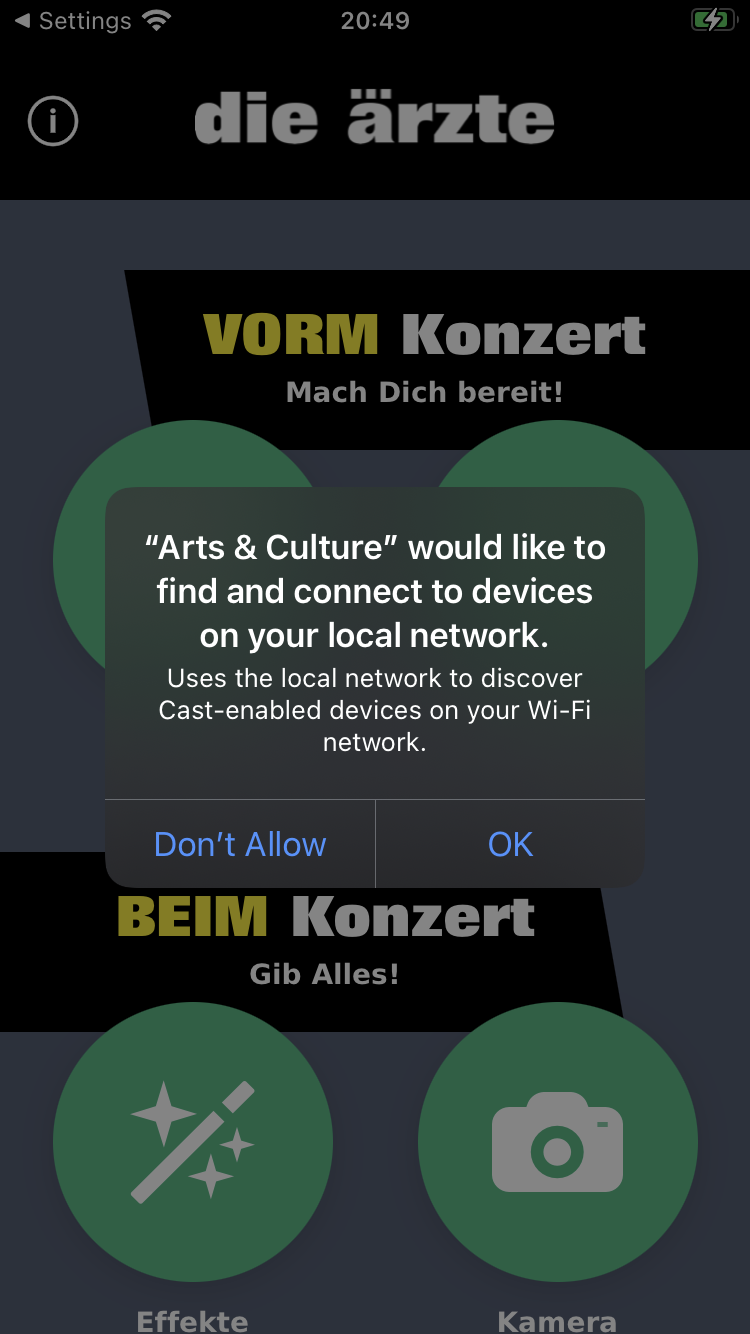 Settings
20:49
die ärzte
VORM Konzert
Mach Dich bereit!
“Arts & Culture” would like to
find and connect to devices
on your local network.
Uses the local network to discover
Cast-enabled devices on your Wi-Fi
network.
Don’t Allow
OK
BEIM Konzert
Gib Alles!
Effekte
Kamera